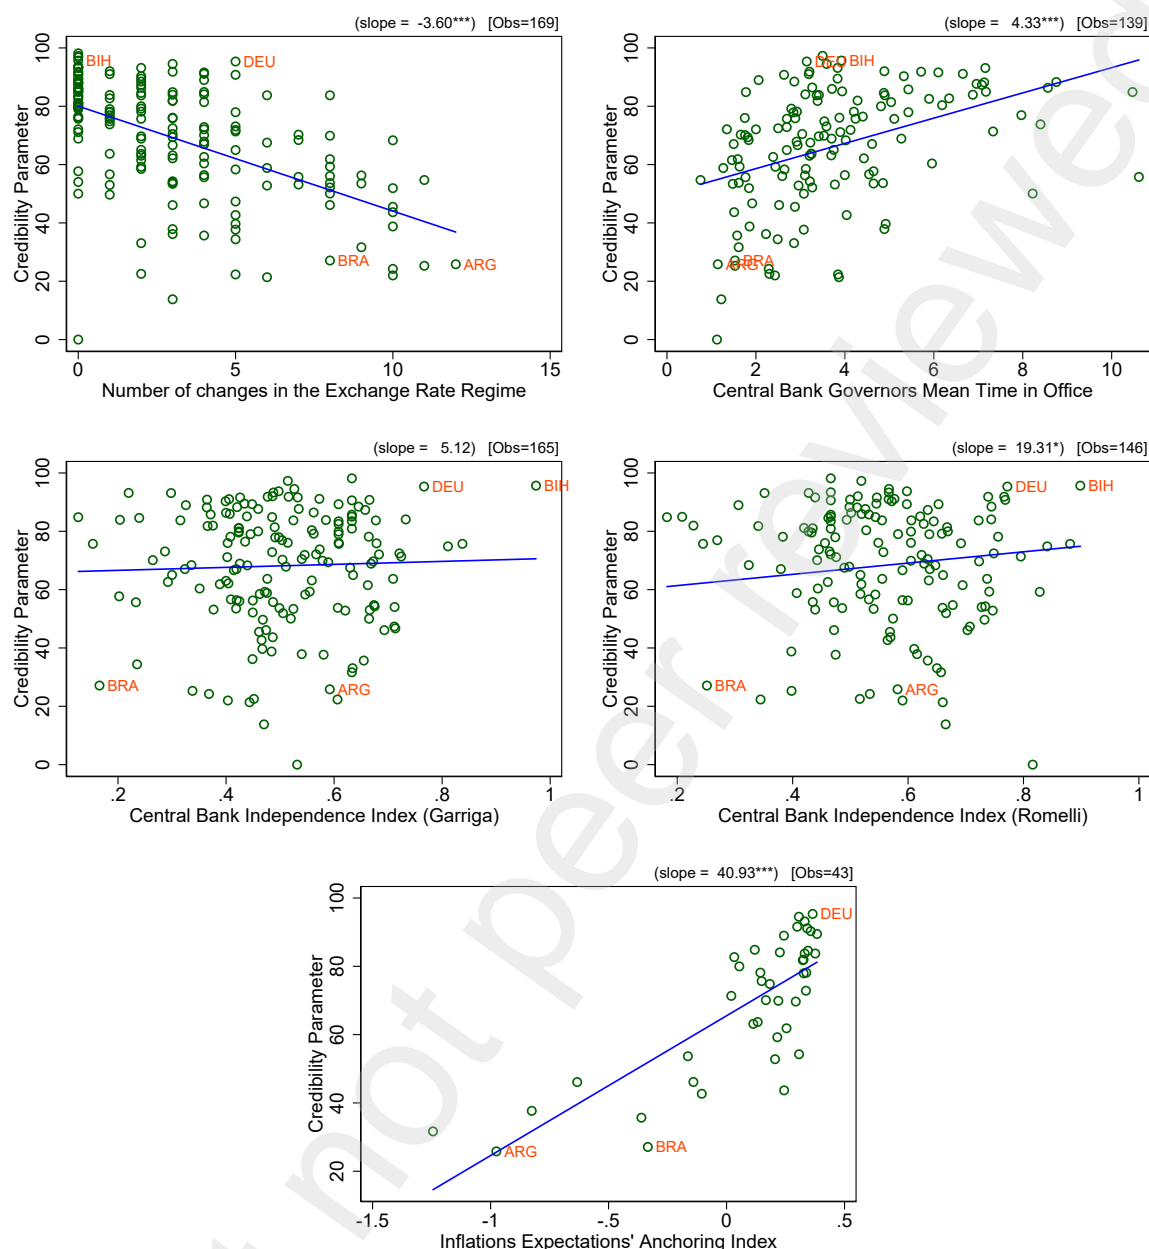 (slope = -3.60***) [Obs=169]
Credibility Parameter
100
80
60
40
20
0
BIH
DEU
BRA
ARG
0 5 10 15
Number of changes in the Exchange Rate Regime
(slope = 4.33***) [Obs=139]
Credibility Parameter
100
80
60
40
20
0
DEU
BIH
ARG
BRA
0 2 4 6 8 10
Central Bank Governors Mean Time in Office
(slope = 5.12) [Obs=165]
Credibility Parameter
100
80
60
40
20
0
DEU
BIH
BRA
ARG
.2 .4 .6 .8 1
Central Bank Independence Index (Garriga)
(slope = 19.31*) [Obs=146]
Credibility Parameter
100
80
60
40
20
0
DEU
BIH
BRA
ARG
.2 .4 .6 .8 1
Central Bank Independence Index (Romelli)
(slope = 40.93***) [Obs=43]
Credibility Parameter
100
80
60
40
20
DEU
ARG
BRA
-1.5 -1 -.5 0 .5
Inflations Expectations' Anchoring Index
not peer reviewed